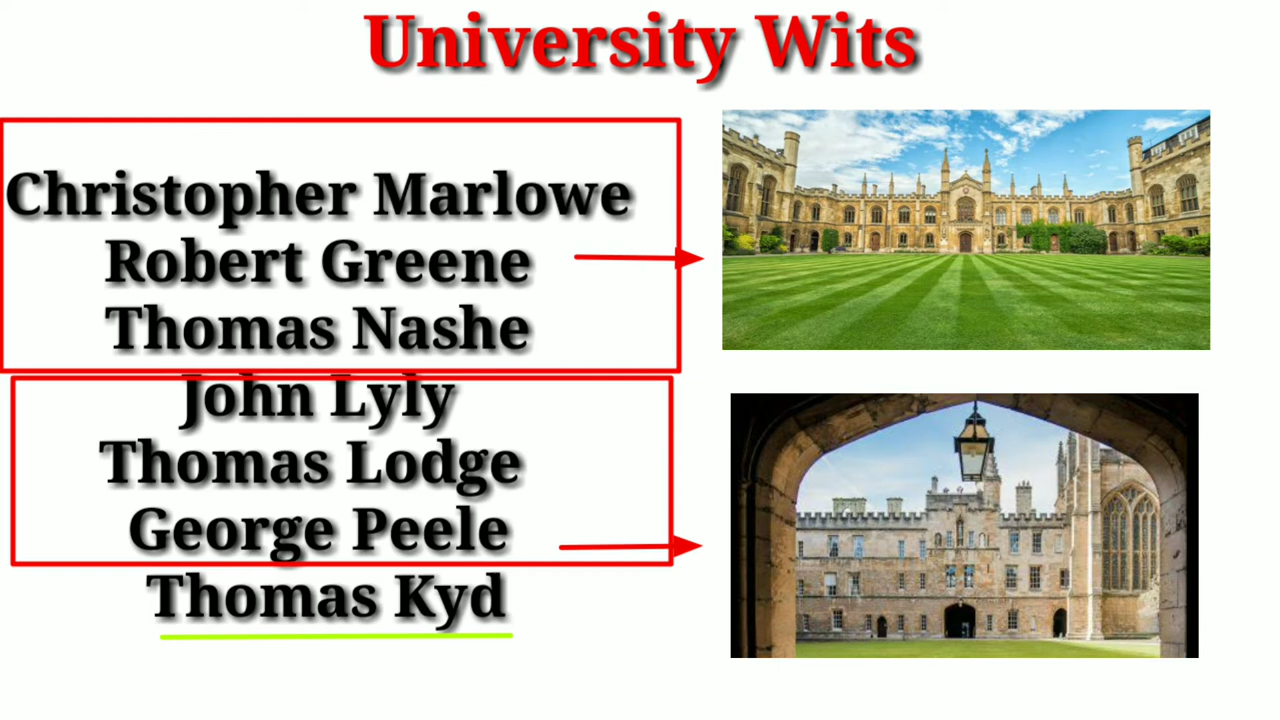 University Wits
Christopher Marlowe
Robert Greene
Thomas Nashe
John Lyly
Thomas Lodge
George Peele
Thomas Kyd